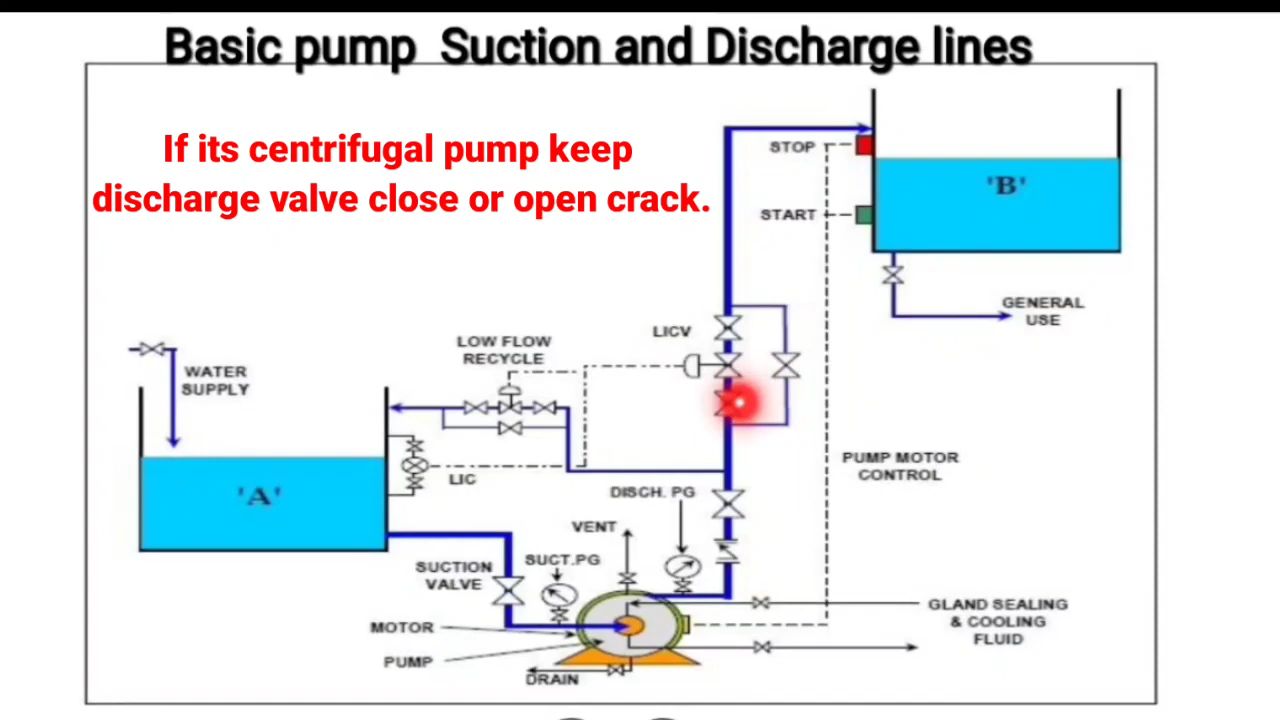 Basic pump Suction and Discharge lines
If its centrifugal pump keep
discharge valve close or open crack.
STOP
'B'
START
GENERAL
USE
LICV
LOW FLOW
RECYCLE
WATER
SUPPLY
'A'
LIC
PUMP MOTOR
CONTROL
DISCH. PG
VENT
SUCT.PG
SUCTION
VALVE
MOTOR
PUMP
DRAIN
GLAND SEALING
& COOLING
FLUID